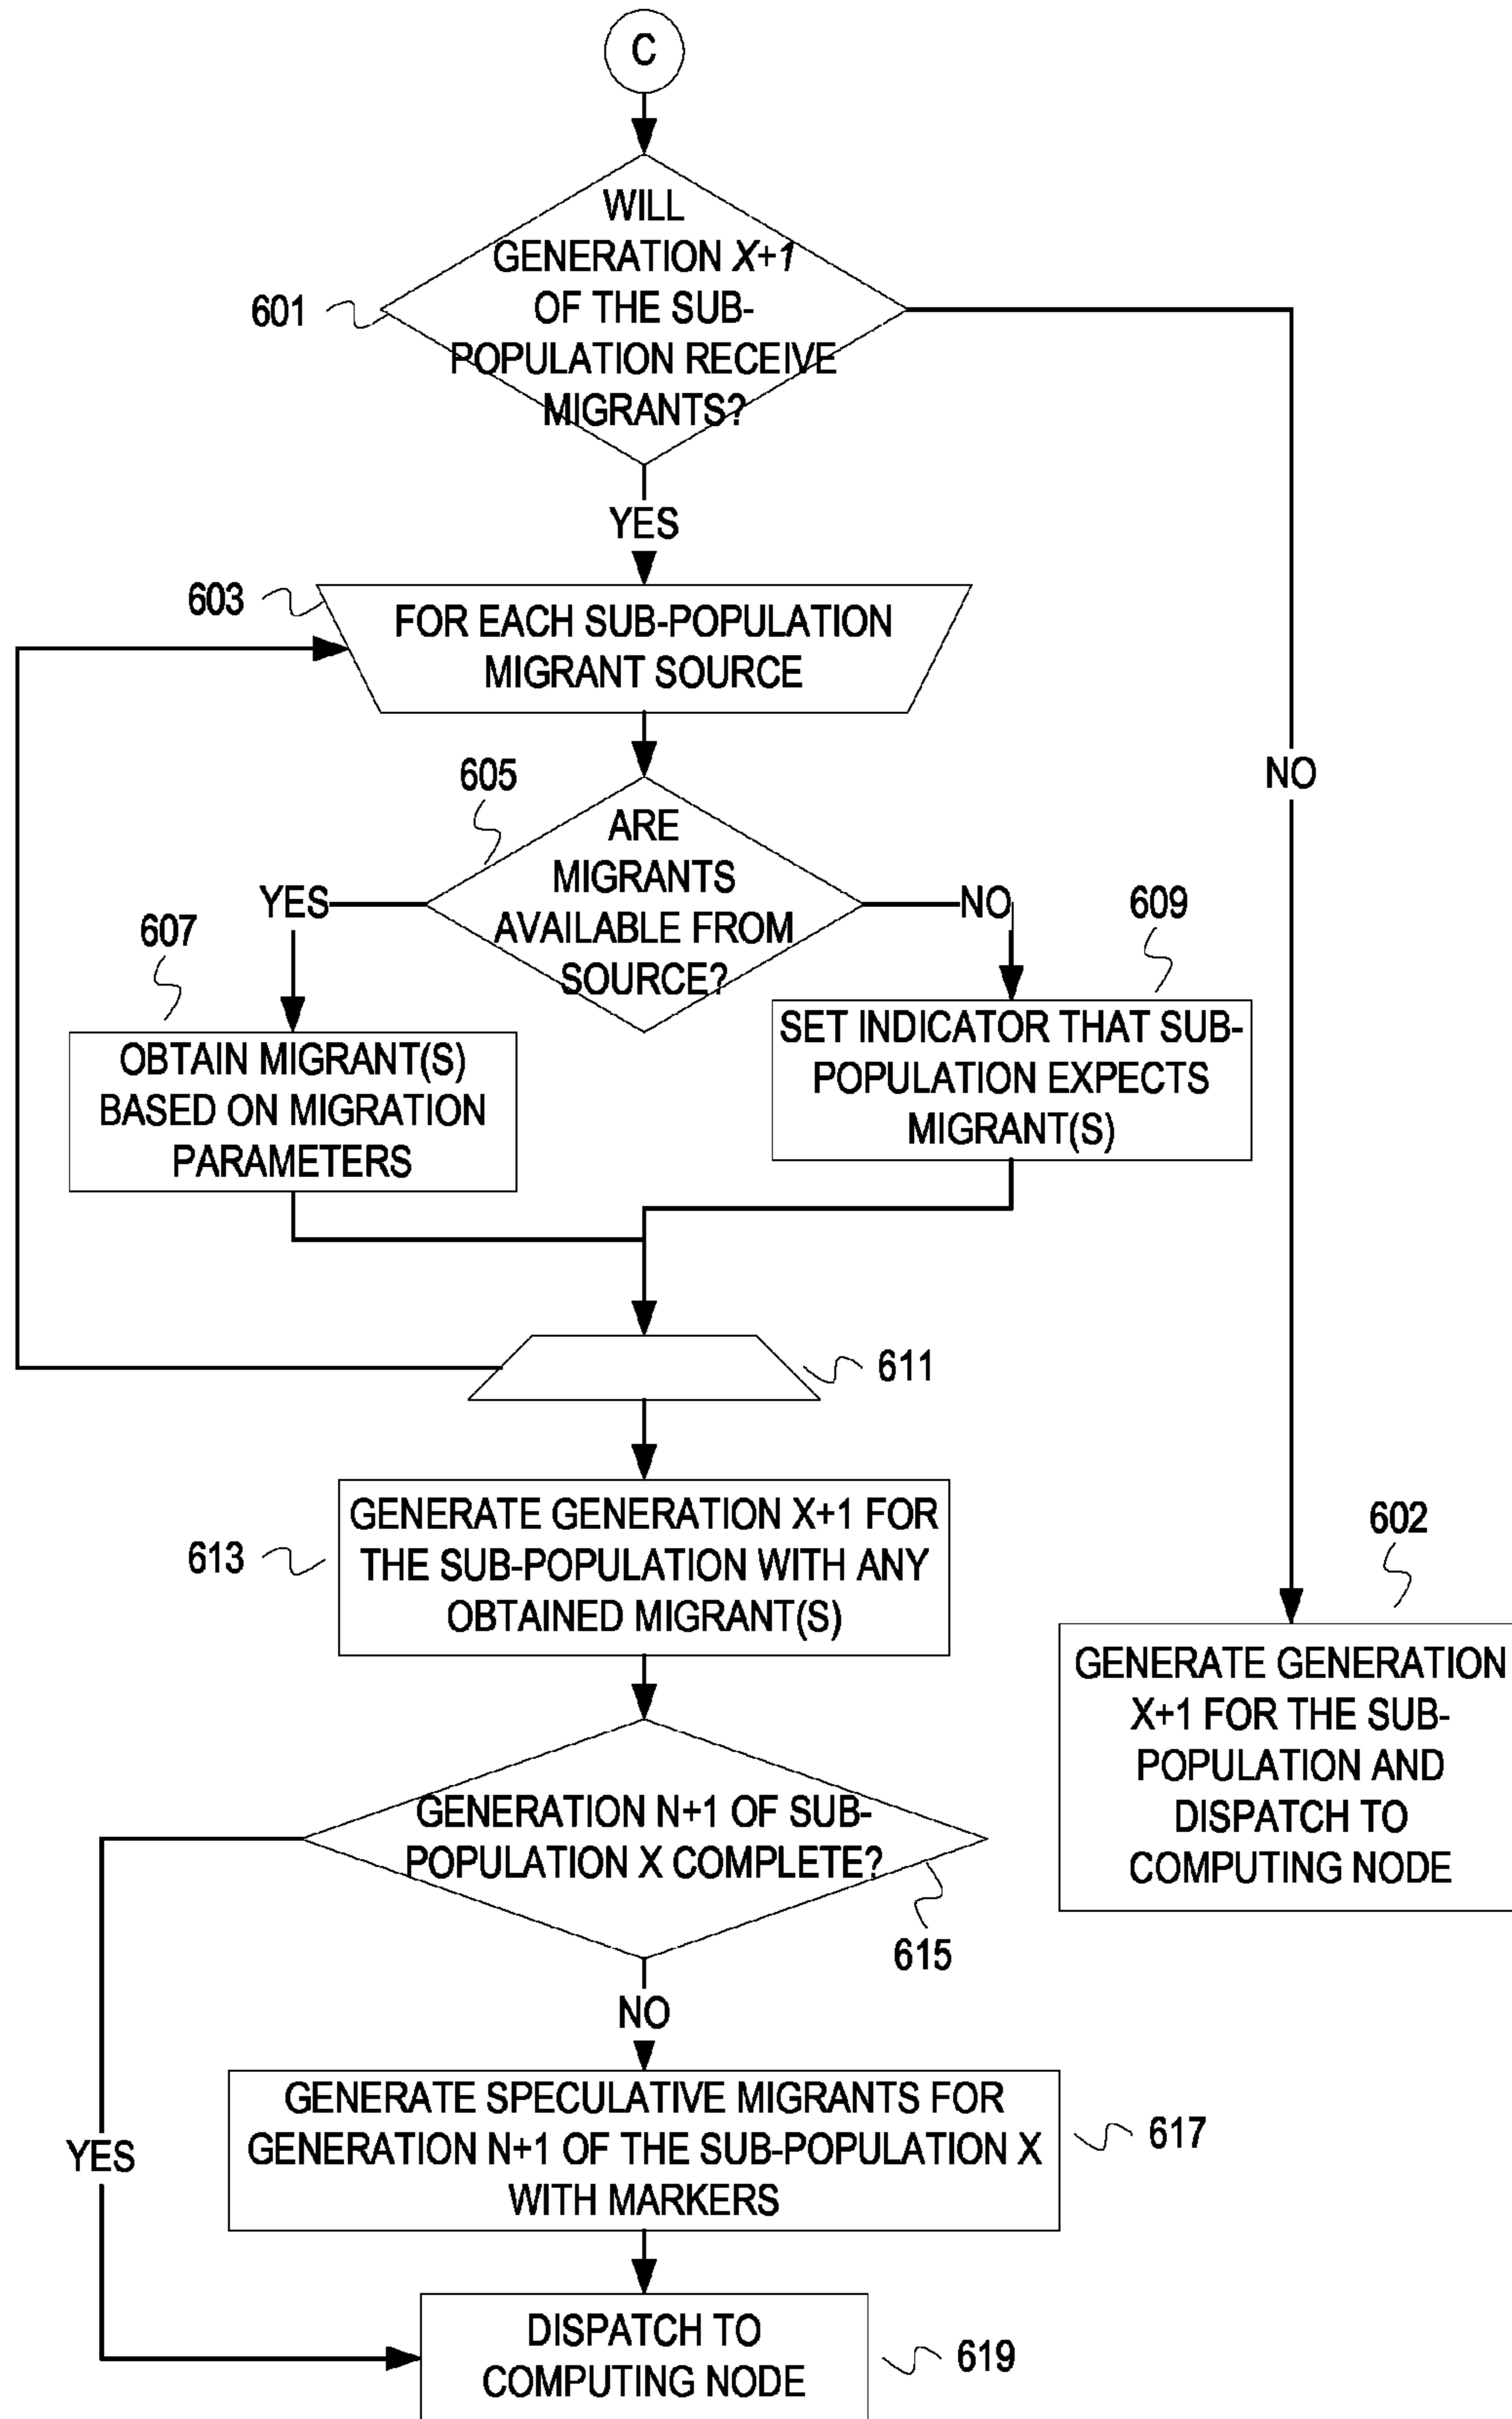 C
WILL
GENERATION X+1
OF THE SUB-
POPULATION RECEIVE
MIGRANTS?
601
YES
603
FOR EACH SUB-POPULATION
MIGRANT SOURCE
NO
605
ARE
MIGRANTS
AVAILABLE FROM
SOURCE?
YES
NO
607
609
OBTAIN MIGRANT(S)
BASED ON MIGRATION
PARAMETERS
SET INDICATOR THAT SUB-
POPULATION EXPECTS
MIGRANT(S)
611
613
GENERATE GENERATION X+1 FOR
THE SUB-POPULATION WITH ANY
OBTAINED MIGRANT(S)
602
GENERATE GENERATION
X+1 FOR THE SUB-
POPULATION AND
DISPATCH TO
COMPUTING NODE
GENERATION N+1 OF SUB-
POPULATION X COMPLETE?
615
NO
YES
GENERATE SPECULATIVE MIGRANTS FOR
GENERATION N+1 OF THE SUB-POPULATION X
WITH MARKERS
617
DISPATCH TO
COMPUTING NODE
619